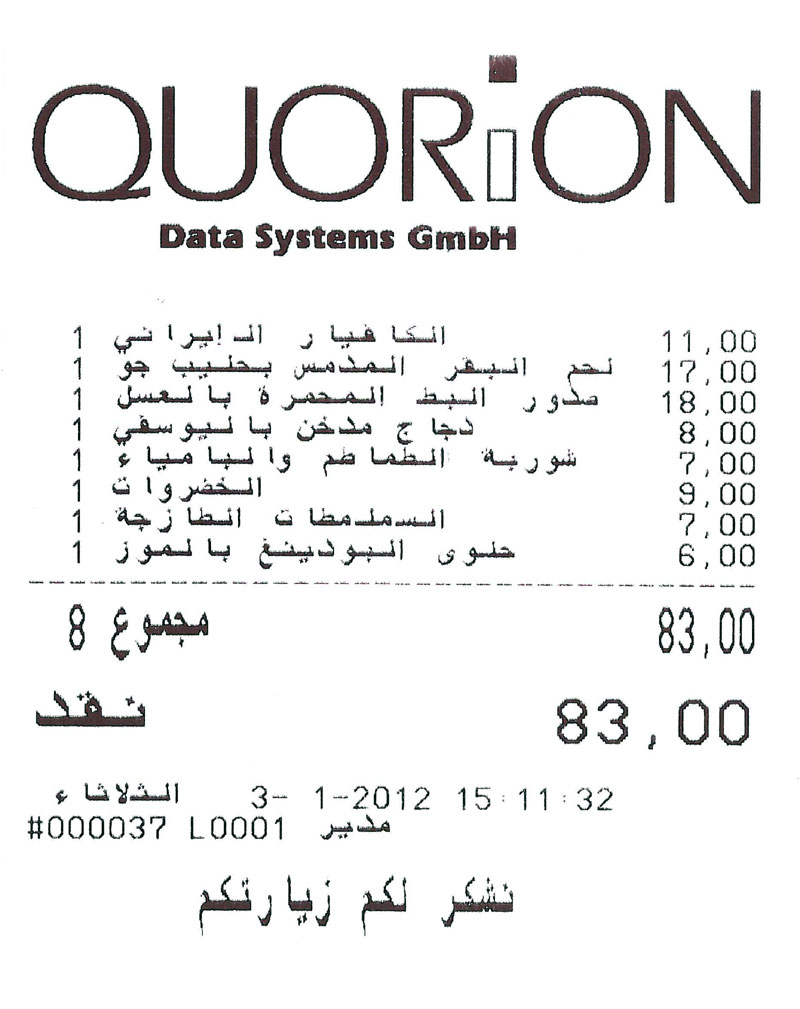 QUORiON
Data Systems GmbH
1 الكافيار الإيراني 11,00
1 لحم البقر المدمس بحليب جو 17,00
1 صدور البط المحمرة بالعسل 18,00
1 دجاج مدخن باليوسفي 8,00
1 شوربة الطماطم والبامياء 7,00
1 الخضروات 9,00
1 السلمطات الطازجة 7,00
1 حلوى البودينغ بالموز 6,00
8 مجموع 83,00
نقد 83,00
الثلاثاء 3- 1-2012 15:11:32
#000037 L0001 مدير
نشكر لكم زيارتكم